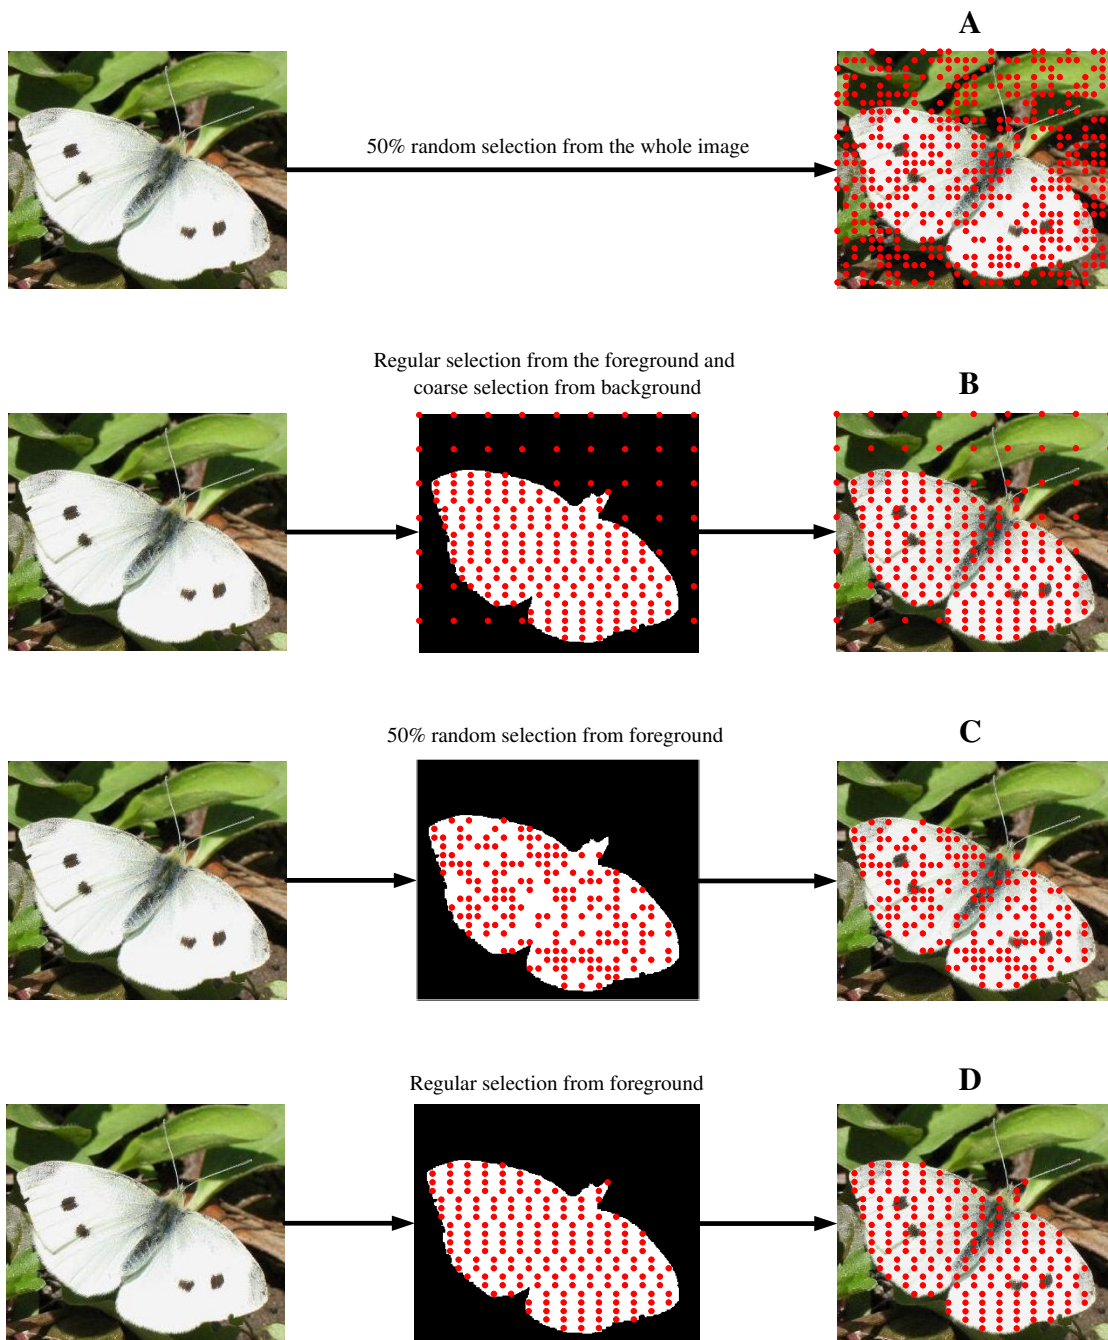 A
50% random selection from the whole image
Regular selection from the foreground and
coarse selection from background
B
50% random selection from foreground
C
Regular selection from foreground
D